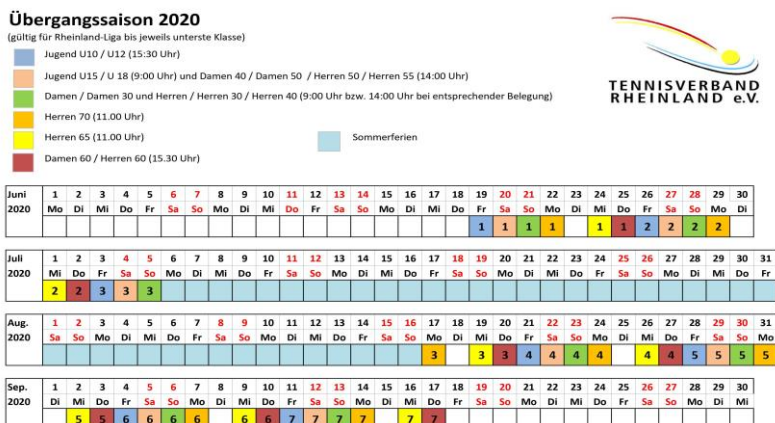 Übergangssaison 2020
(gültig für Rheinland-Liga bis jeweils unterste Klasse)
Jugend U10 / U12 (15:30 Uhr)
Jugend U15 / U 18 (9:00 Uhr) und Damen 40 / Damen 50 / Herren 50 / Herren 55 (14:00 Uhr)
Damen / Damen 30 und Herren / Herren 30 / Herren 40 (9:00 Uhr bzw. 14:00 Uhr bei entsprechender Belegung)
Herren 70 (11.00 Uhr)
Herren 65 (11.00 Uhr)
Sommerferien
Damen 60 / Herren 60 (15.30 Uhr)
TENNISVERBAND
RHEINLAND e.V.
Juni 1 2 3 4 5 6 7 8 9 10 11 12 13 14 15 16 17 18 19 20 21 22 23 24 25 26 27 28 29 30
2020 Mo Di Mi Do Fr Sa So Mo Di Mi Do Fr Sa So Mo Di Mi Do Fr Sa So Mo Di Mi Do Fr Sa So Mo Di
1 1 1 1 1 1 2 2 2 2
Juli 1 2 3 4 5 6 7 8 9 10 11 12 13 14 15 16 17 18 19 20 21 22 23 24 25 26 27 28 29 30 31
2020 Mi Do Fr Sa So Mo Di Mi Do Fr Sa So Mo Di Mi Do Fr Sa So Mo Di Mi Do Fr Sa So Mo Di Mi Do Fr
2 2 3 3 3
Aug. 1 2 3 4 5 6 7 8 9 10 11 12 13 14 15 16 17 18 19 20 21 22 23 24 25 26 27 28 29 30 31
2020 Sa So Mo Di Mi Do Fr Sa So Mo Di Mi Do Fr Sa So Mo Di Mi Do Fr Sa So Mo Di Mi Do Fr Sa So Mo
3 3 3 4 4 4 4 4 4 5 5 5 5
Sep. 1 2 3 4 5 6 7 8 9 10 11 12 13 14 15 16 17 18 19 20 21 22 23 24 25 26 27 28 29 30
2020 Di Mi Do Fr Sa So Mo Di Mi Do Fr Sa So Mo Di Mi Do Fr Sa So Mo Di Mi Do Fr Sa So Mo Di Mi
5 5 6 6 6 6 6 6 7 7 7 7 7 7